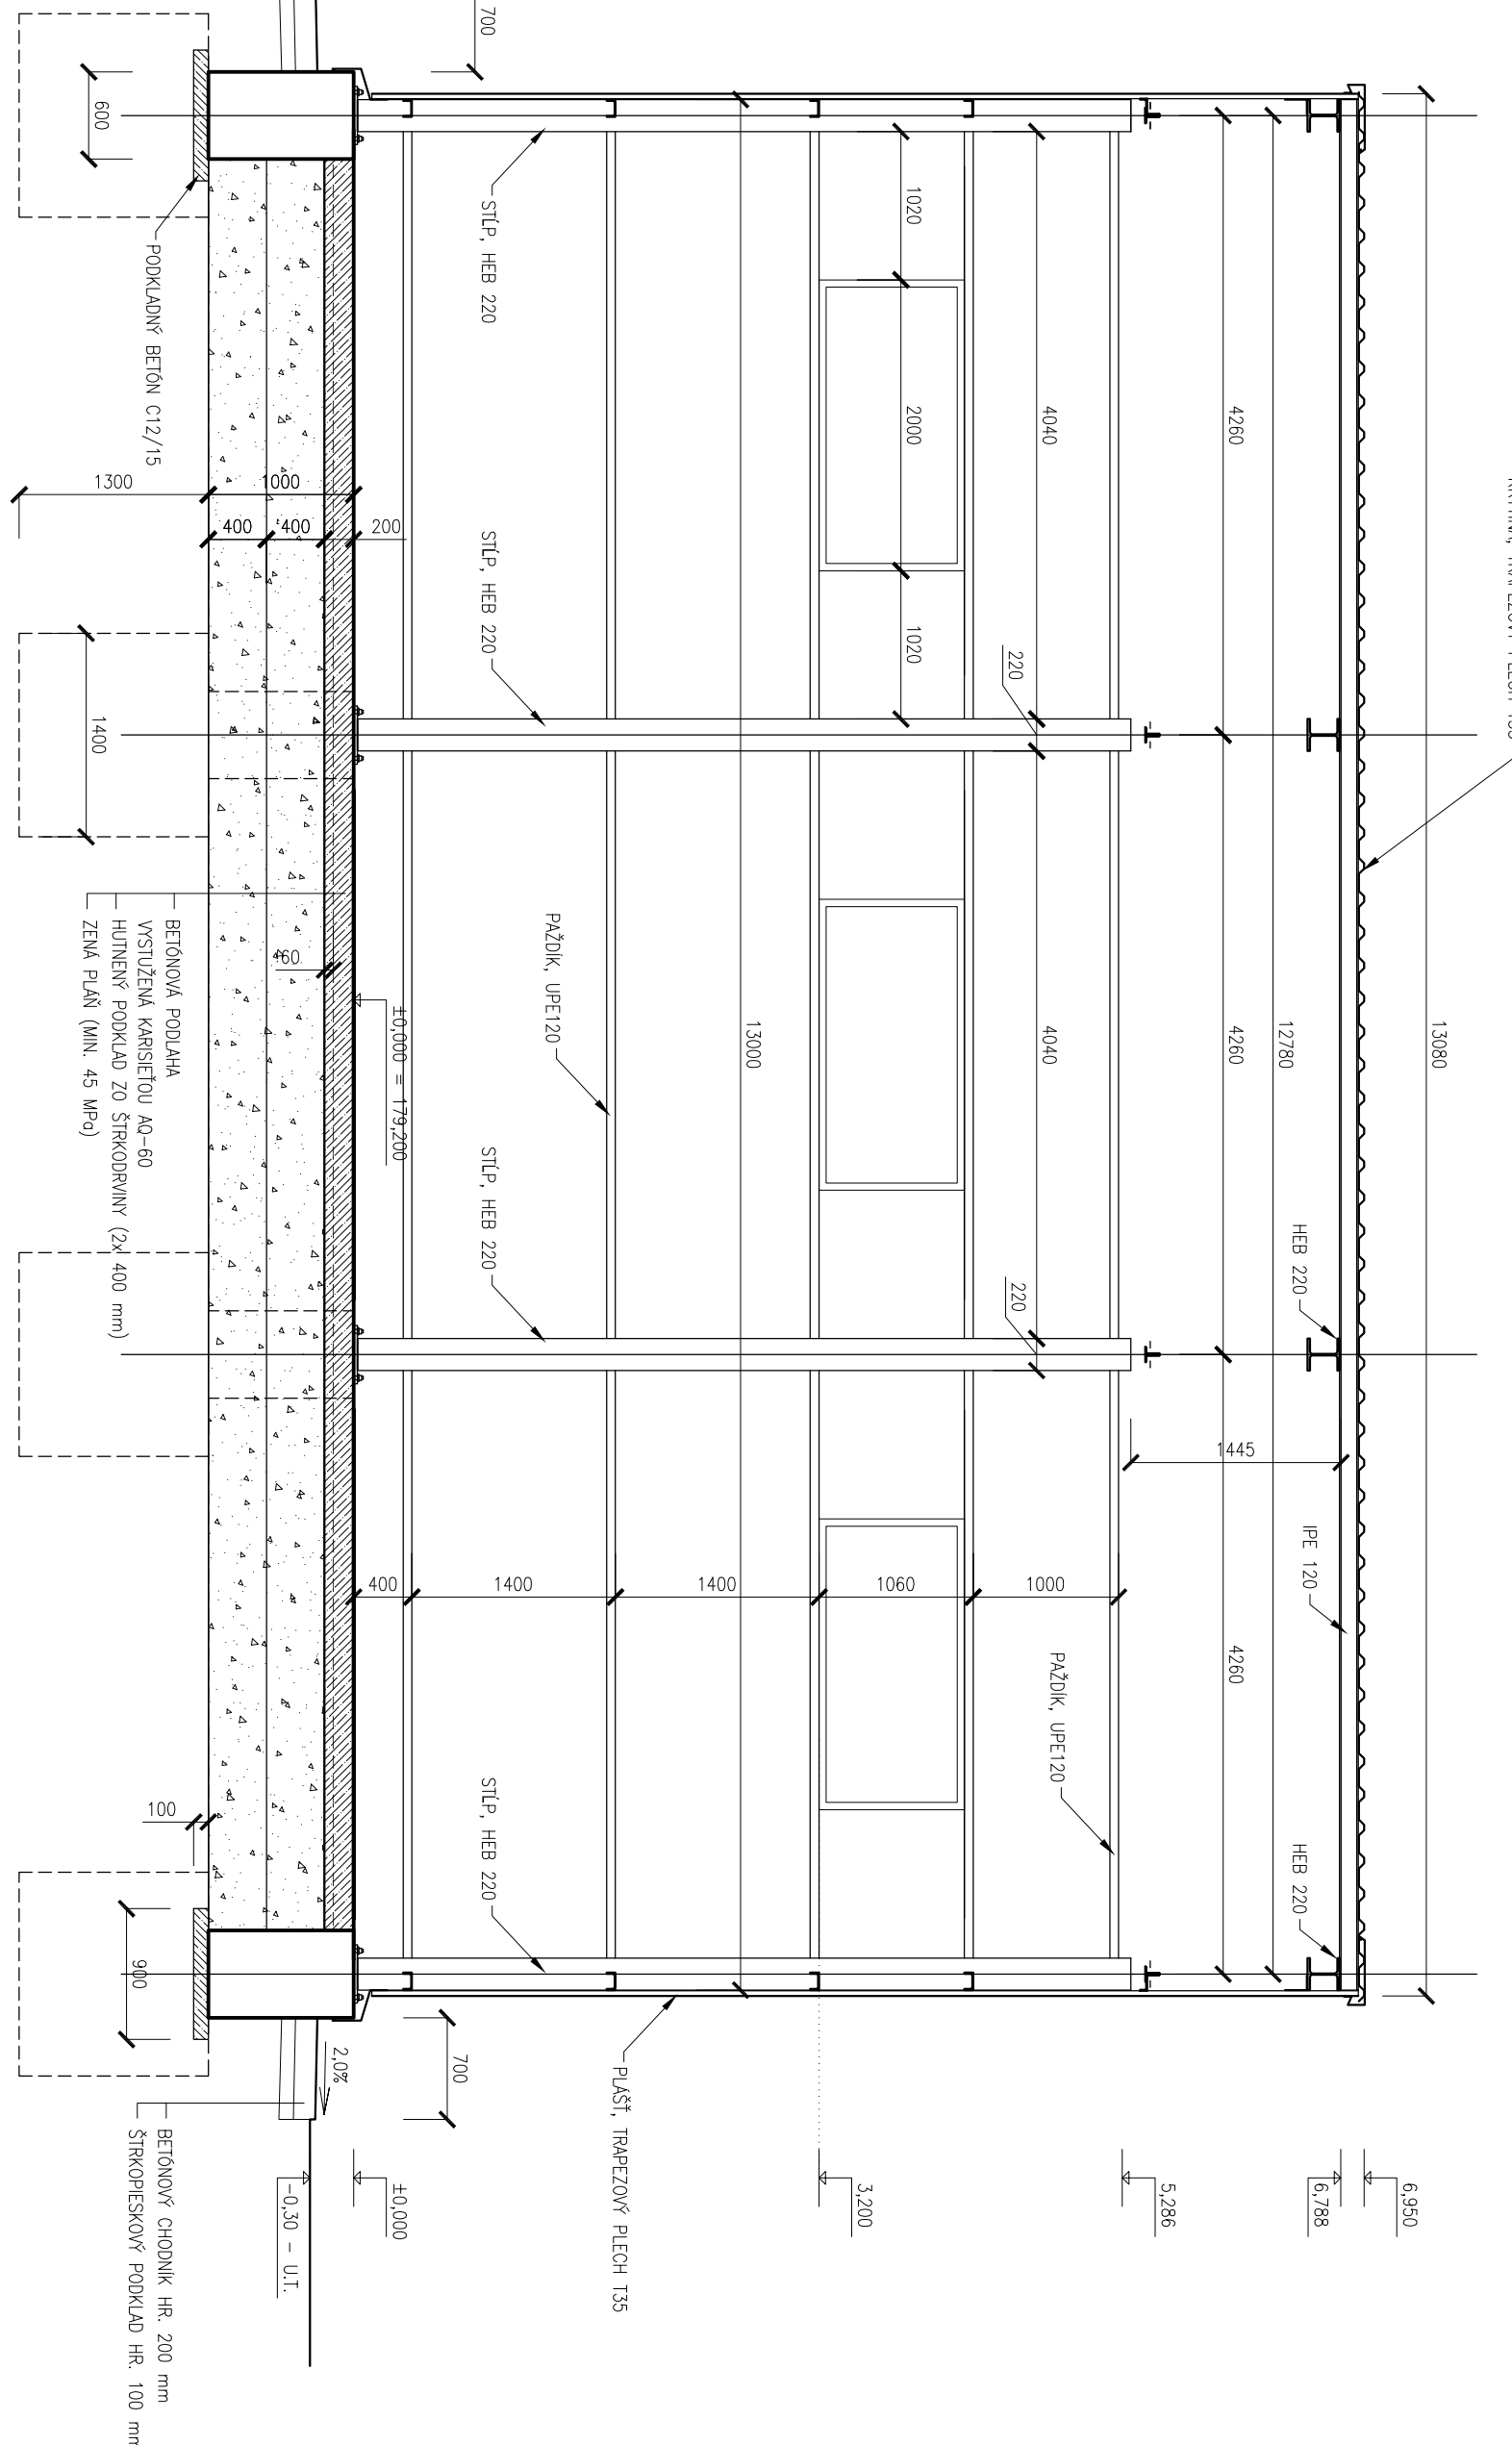 KRYTINA, TRAPÉZOVÝ PLECH T35
13080
6,950
6,788
HEB 220
HEB 220
IPE 120
12780
4260
4260
4260
1445
5,286
4040
4040
220
220
PAŽDÍK, UPE120
1020
2000
1020
3,200
13000
PLÁŠŤ, TRAPEZOVÝ PLECH T35
PAŽDÍK, UPE120
400
1400
1400
1060
1000
STĹP, HEB 220
STĹP, HEB 220
STĹP, HEB 220
STĹP, HEB 220
700
700
±0,000 = 179,200
±0,000
2,0%
-0,30 - U.T.
1300
1000
400
400
200
60
100
600
1400
900
PODKLADNÝ BETÓN C12/15
BETÓNOVÁ PODLAHA
VYSTUŽENÁ KARISIEŤOU AQ-60
HUTNENÝ PODKLAD ZO ŠTRKODRVINY (2x 400 mm)
ZENÁ PLÁŇ (MIN. 45 MPa)
BETÓNOVÝ CHODNÍK HR. 200 mm
ŠTRKOPIESKOVÝ PODKLAD HR. 100 mm